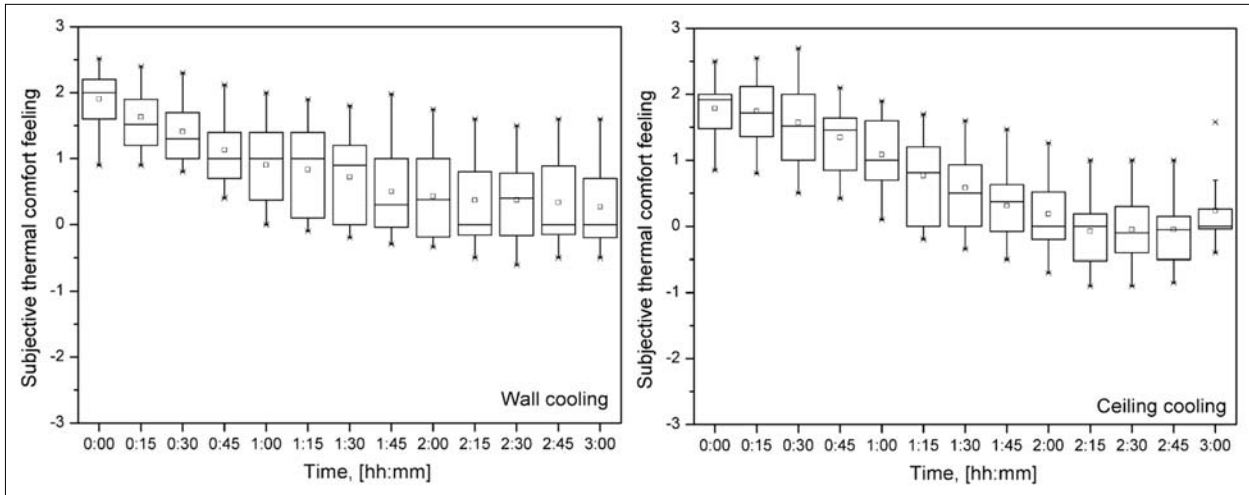 3
2
1
0
-1
-2
-3
Subjective thermal comfort feeling
Wall cooling
0:00 0:15 0:30 0:45 1:00 1:15 1:30 1:45 2:00 2:15 2:30 2:45 3:00
Time, [hh:mm]
3
2
1
0
-1
-2
-3
Subjective thermal comfort feeling
Ceiling cooling
0:00 0:15 0:30 0:45 1:00 1:15 1:30 1:45 2:00 2:15 2:30 2:45 3:00
Time, [hh:mm]